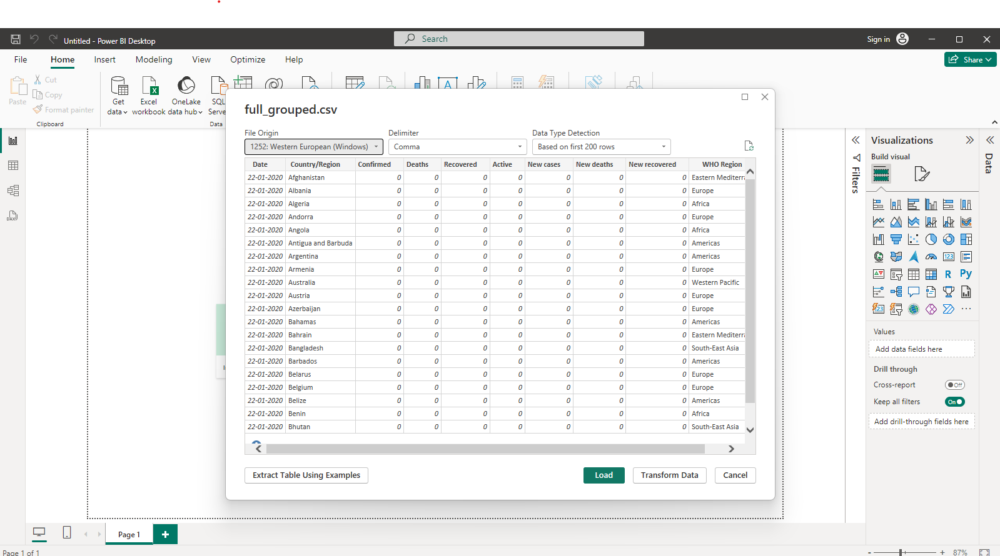 Untitled - Power BI Desktop
Search
Sign in
File Home Insert Modeling View Optimize Help
Share
Paste
Cut
Copy
Format painter
Clipboard
Get data
Excel workbook
OneLake data hub
SQL
Serve
Data
full_grouped.csv
File Origin Delimiter Data Type Detection
1252: Western European (Windows) Comma Based on first 200 rows
Date Country/Region Confirmed Deaths Recovered Active New cases New deaths New recovered WHO Region
22-01-2020 Afghanistan 0 0 0 0 0 0 0 Eastern Mediterr
22-01-2020 Albania 0 0 0 0 0 0 0 Europe
22-01-2020 Algeria 0 0 0 0 0 0 0 Africa
22-01-2020 Andorra 0 0 0 0 0 0 0 Europe
22-01-2020 Angola 0 0 0 0 0 0 0 Africa
22-01-2020 Antigua and Barbuda 0 0 0 0 0 0 0 Americas
22-01-2020 Argentina 0 0 0 0 0 0 0 Americas
22-01-2020 Armenia 0 0 0 0 0 0 0 Europe
22-01-2020 Australia 0 0 0 0 0 0 0 Western Pacific
22-01-2020 Austria 0 0 0 0 0 0 0 Europe
22-01-2020 Azerbaijan 0 0 0 0 0 0 0 Europe
22-01-2020 Bahamas 0 0 0 0 0 0 0 Americas
22-01-2020 Bahrain 0 0 0 0 0 0 0 Eastern Mediterr
22-01-2020 Bangladesh 0 0 0 0 0 0 0 South-East Asia
22-01-2020 Barbados 0 0 0 0 0 0 0 Americas
22-01-2020 Belarus 0 0 0 0 0 0 0 Europe
22-01-2020 Belgium 0 0 0 0 0 0 0 Europe
22-01-2020 Belize 0 0 0 0 0 0 0 Americas
22-01-2020 Benin 0 0 0 0 0 0 0 Africa
22-01-2020 Bhutan 0 0 0 0 0 0 0 South-East Asia
Extract Table Using Examples Load Transform Data Cancel
Filters
Visualizations
Build visual
123
R Py
123
Values
Add data fields here
Drill through
Cross-report Off
Keep all filters On
Add drill-through fields here
Data
DAX
Page 1 +
Page 1 of 1
- + 87%